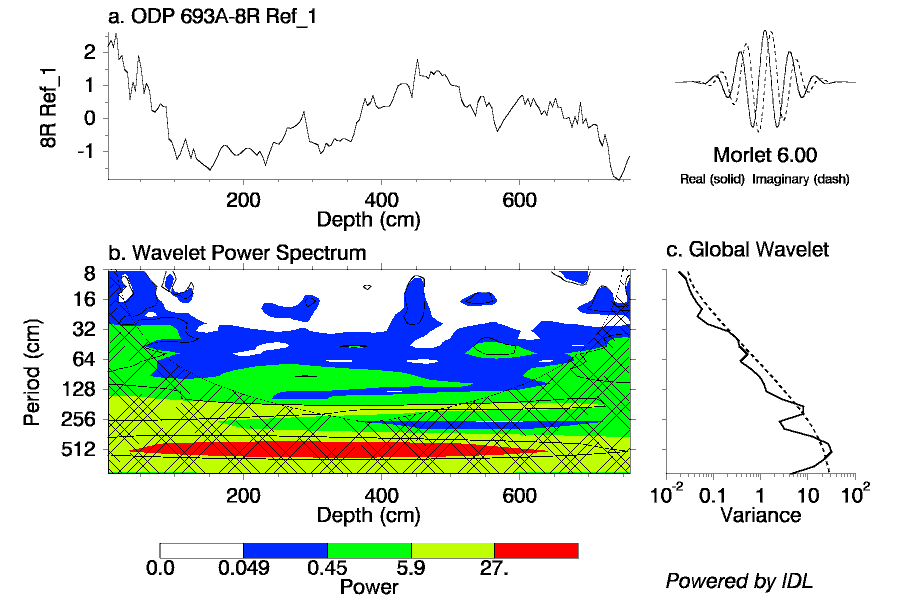 a. ODP 693A-8R Ref_1
8R Ref_1
2
1
0
-1
200 400 600
Depth (cm)
Morlet 6.00
Real (solid) Imaginary (dash)
b. Wavelet Power Spectrum
Period (cm)
8
16
32
64
128
256
512
200 400 600
Depth (cm)
c. Global Wavelet
10-2 0.1 1 10 102
Variance
0.0 0.049 0.45 5.9 27.
Power
Powered by IDL